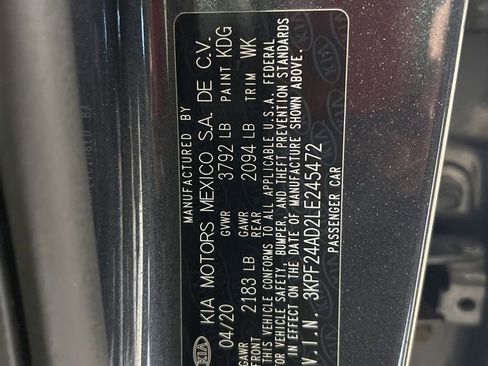 MANUFACTURED BY
KIA KIA MOTORS MEXICO S.A. DE C.V.
04/20 GVWR 3792 LB PAINT KDG
GAWR FRONT 2183 LB GAWR REAR 2094 LB TRIM WK
THIS VEHICLE CONFORMS TO ALL APPLICABLE U.S.A. FEDERAL
MOTOR VEHICLE SAFETY, BUMPER, AND THEFT PREVENTION STANDARDS
IN EFFECT ON THE DATE OF MANUFACTURE SHOWN ABOVE.
V.I.N. 3KPF24AD2LE245472
PASSENGER CAR